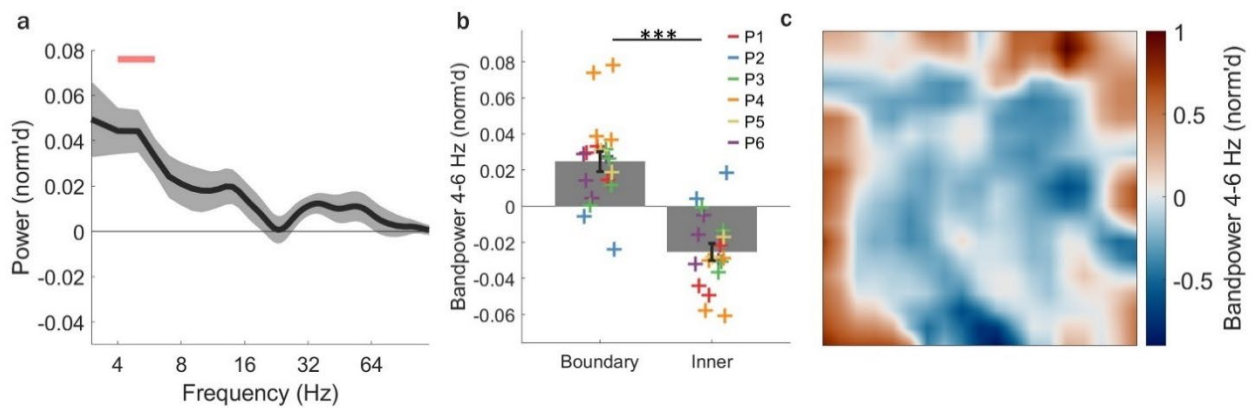 a
Power (norm'd)
0.08
0.06
0.04
0.02
0
-0.02
-0.04
4 8 16 32 64
Frequency (Hz)
b
Bandpower 4-6 Hz (norm'd)
0.08
0.06
0.04
0.02
0
-0.02
-0.04
-0.06
***
P1
P2
P3
P4
P5
P6
Boundary Inner
c
1
0.5
0
-0.5
Bandpower 4-6 Hz (norm'd)